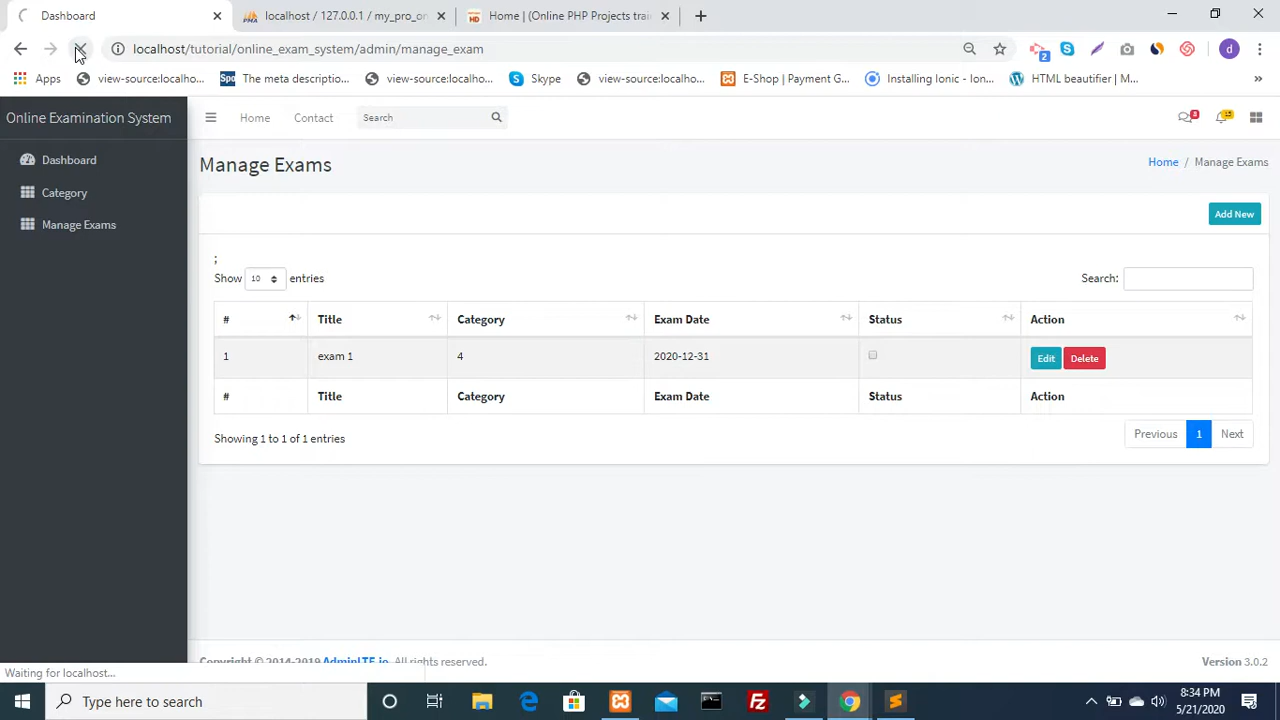 Dashboard
localhost / 127.0.0.1 / my_pro_on
Home | (Online PHP Projects train
localhost/tutorial/online_exam_system/admin/manage_exam
2
d
Apps
view-source:localho...
Spo
The meta descriptio...
view-source:localho...
Skype
view-source:localho...
E-Shop | Payment G...
Installing Ionic - Ion...
HTML beautifier | M...
»
Online Examination System
Home
Contact
Search
Dashboard
Category
Manage Exams
Manage Exams
Home / Manage Exams
Add New
;
Show 10 entries
Search:
# Title Category Exam Date Status Action
1 exam 1 4 2020-12-31 Edit Delete
# Title Category Exam Date Status Action
Showing 1 to 1 of 1 entries
Previous 1 Next
Copyright © 2014-2019 AdminLTE.io. All rights reserved.
Version 3.0.2
Waiting for localhost...
Type here to search
8:34 PM
5/21/2020